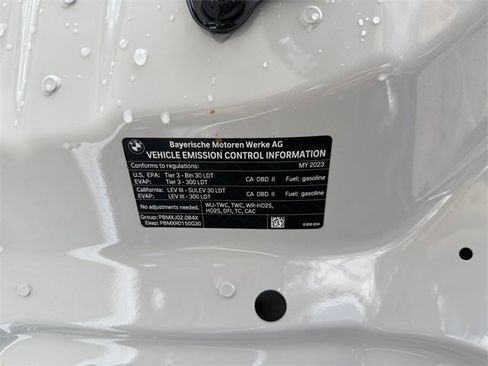 BMW
Bayerische Motoren Werke AG
VEHICLE EMISSION CONTROL INFORMATION
Conforms to regulations: MY 2023
U.S. EPA: Tier 3 - Bin 30 LDT CA OBD II Fuel: gasoline
EVAP: Tier 3 - 300 LDT
California: LEV III - SULEV 30 LDT CA OBD II Fuel: gasoline
EVAP: LEV III - 300 LDT
No adjustments needed. WU-TWC, TWC, WR-HO2S,
HO2S, DFI, TC, CAC
Group: PBMXJ02.0B4X
Evap: PBMXR0150G30